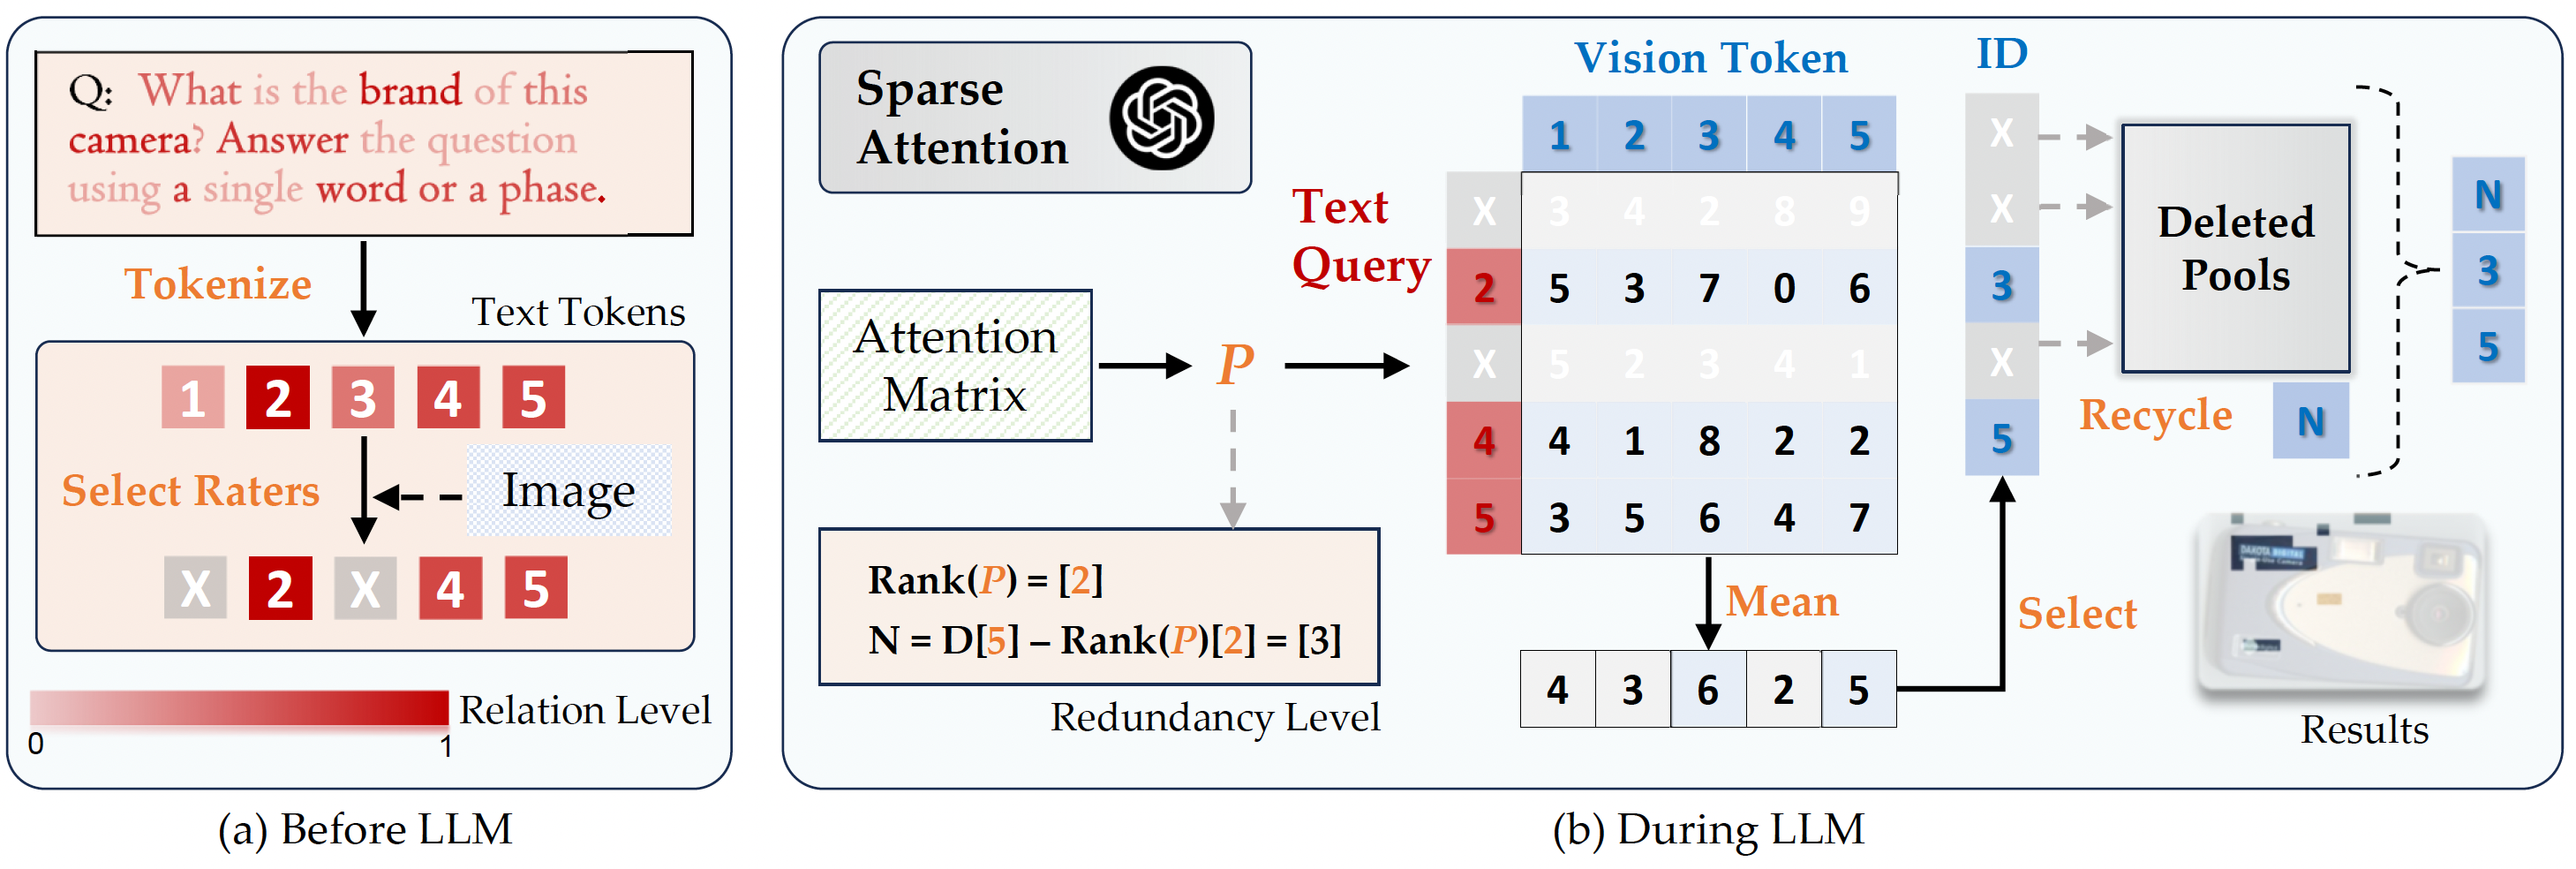 Q: What is the brand of this
camera? Answer the question
using a single word or a phase.
Tokenize
Text Tokens
1 2 3 4 5
Select Raters
Image
X 2 X 4 5
Relation Level
0 1
(a) Before LLM
Sparse
Attention
Attention
Matrix
P
Rank(P) = [2]
N = D[5] – Rank(P)[2] = [3]
Redundancy Level
Vision Token
1 2 3 4 5
Text
Query
X 3 4 2 8 9
2 5 3 7 0 6
X 5 2 3 4 1
4 4 1 8 2 2
5 3 5 6 4 7
Mean
4 3 6 2 5
Select
ID
X
X
3
X
5
Deleted
Pools
Recycle
N
N
3
5
DAKOTA DIGITAL
Results
(b) During LLM